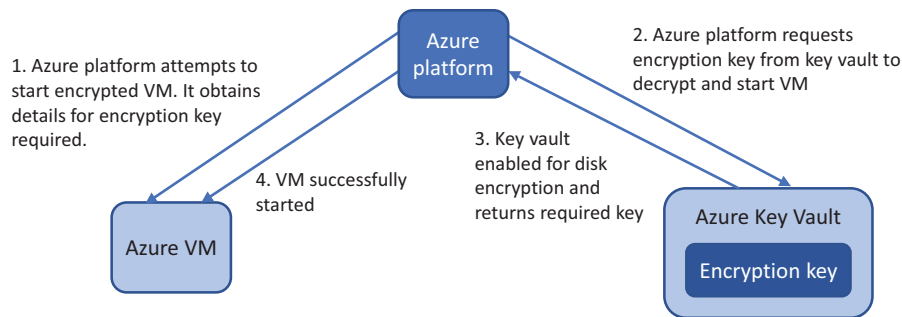 Azure
platform
1. Azure platform attempts to
start encrypted VM. It obtains
details for encryption key
required.
2. Azure platform requests
encryption key from key vault to
decrypt and start VM
3. Key vault
enabled for disk
encryption and
returns required key
4. VM successfully
started
Azure VM
Azure Key Vault
Encryption key